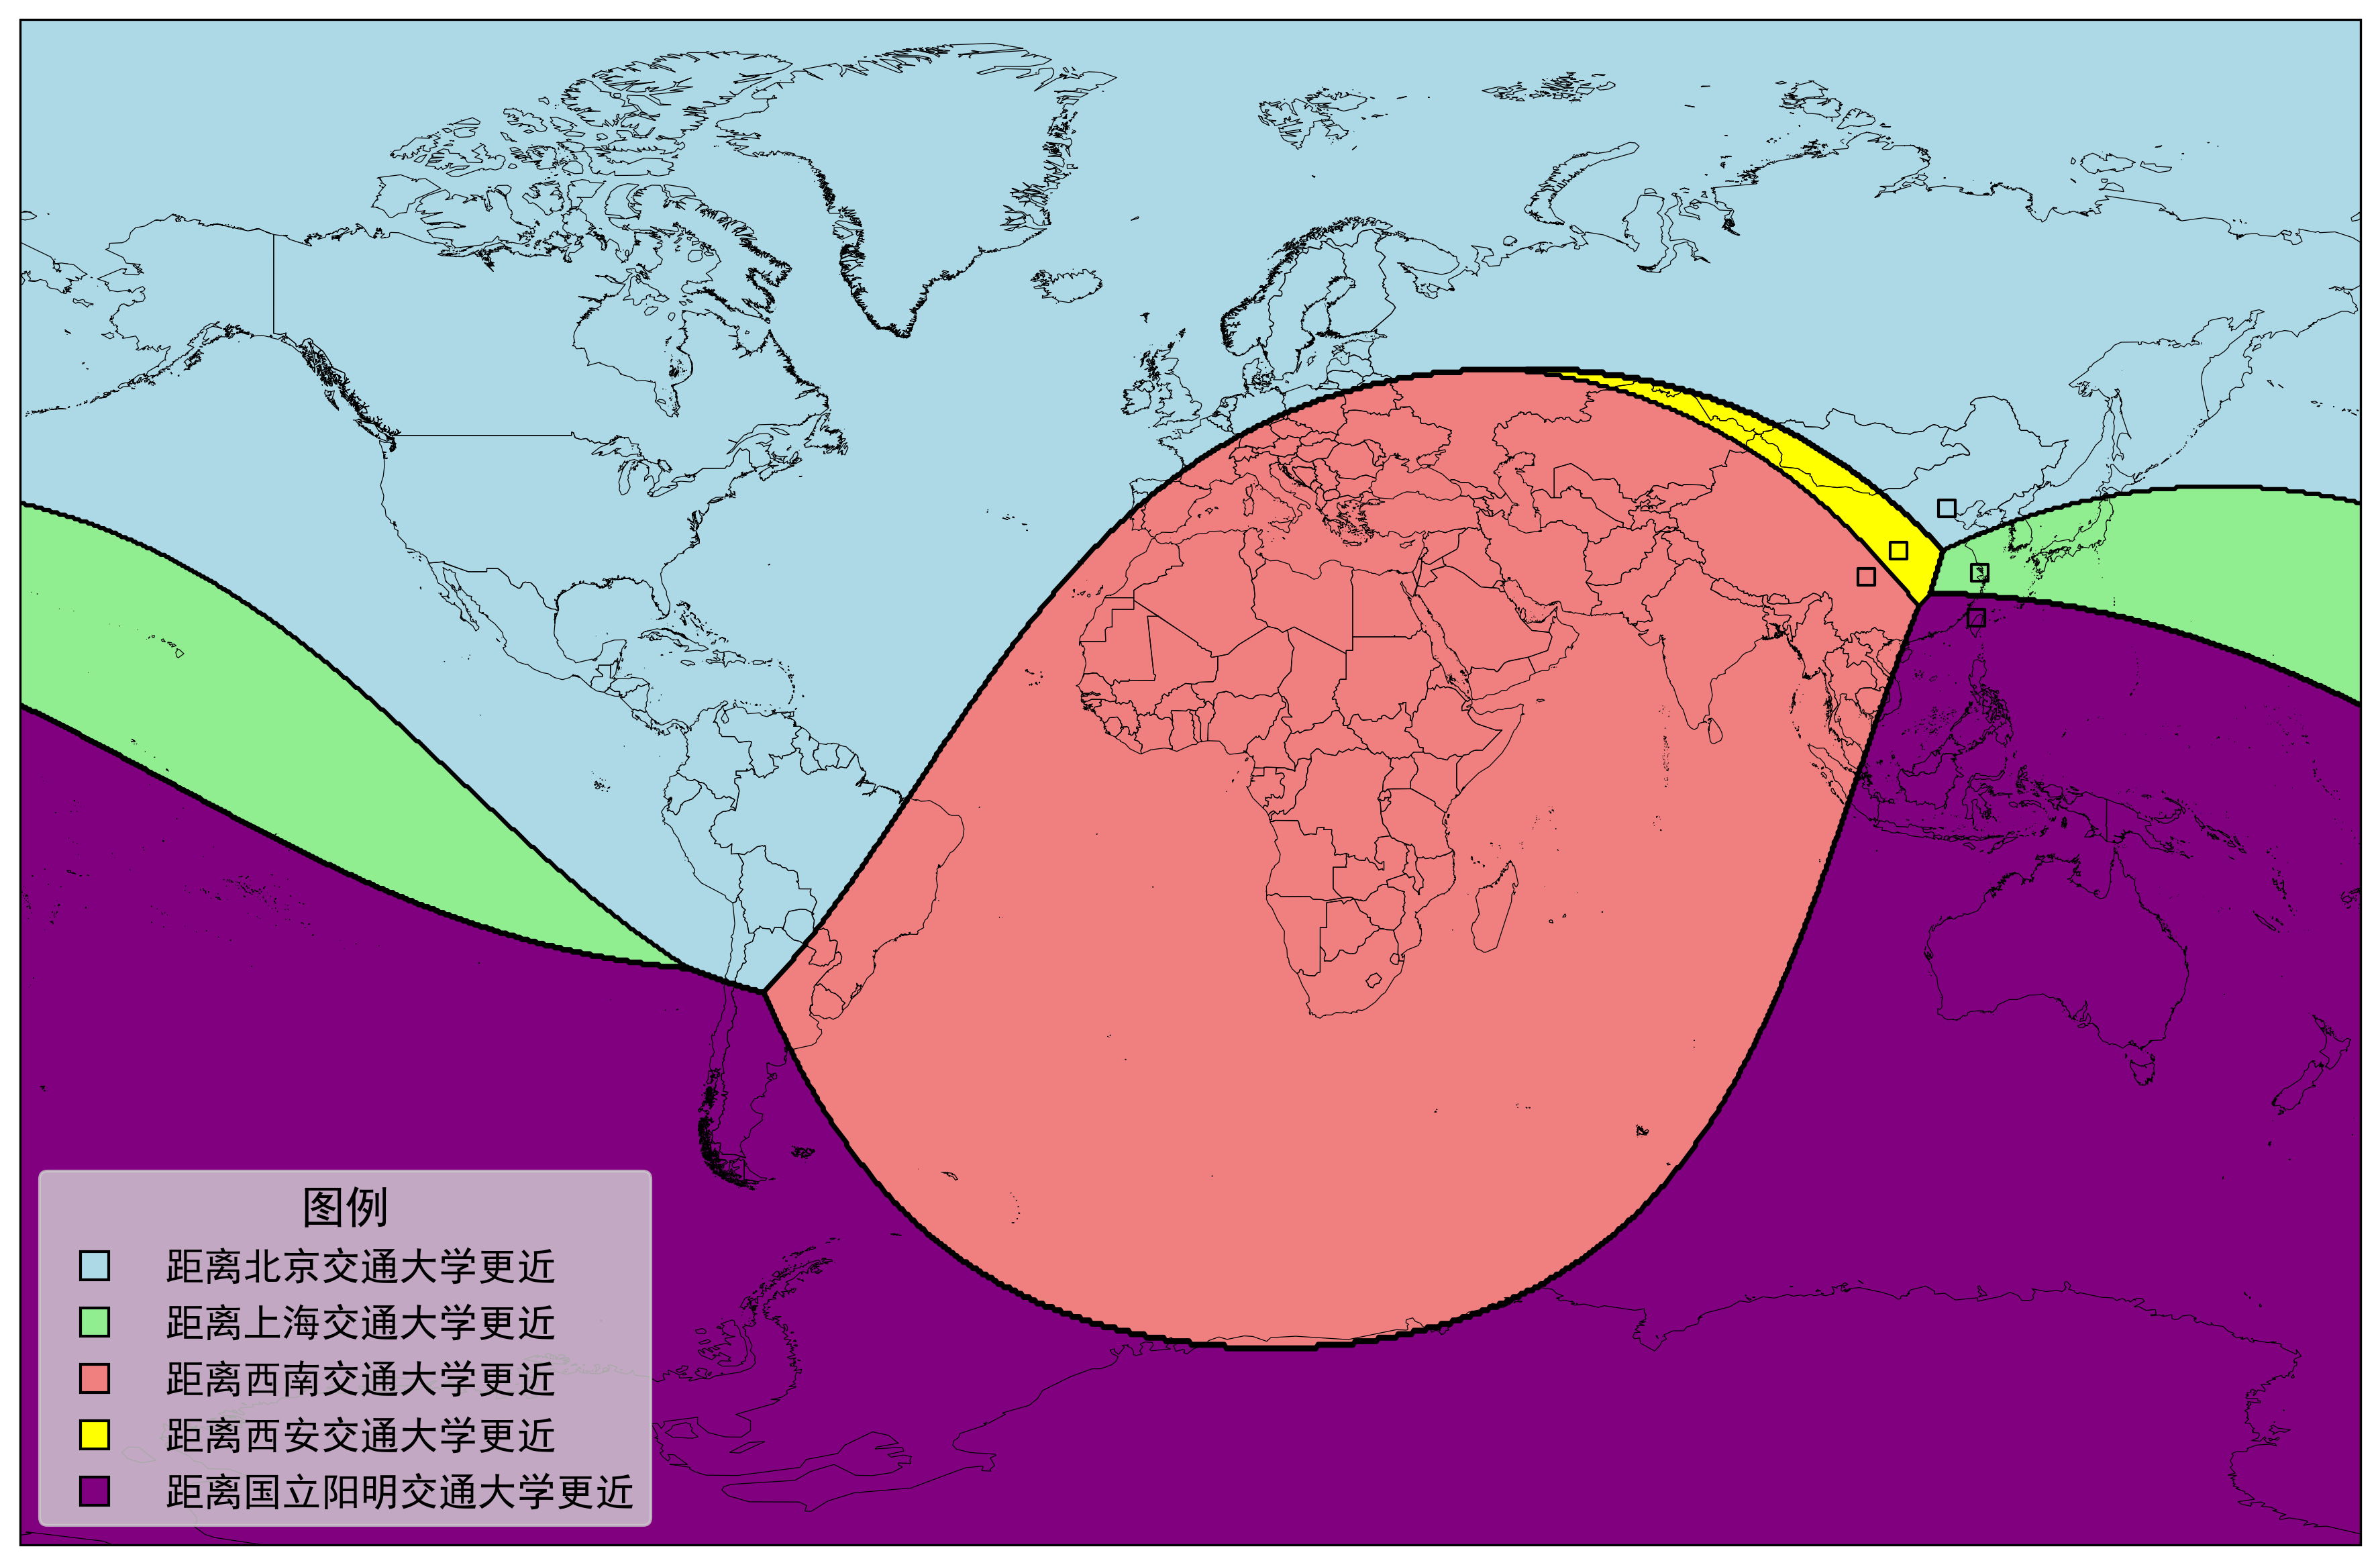 图例
距离北京交通大学更近
距离上海交通大学更近
距离西南交通大学更近
距离西安交通大学更近
距离国立阳明交通大学更近